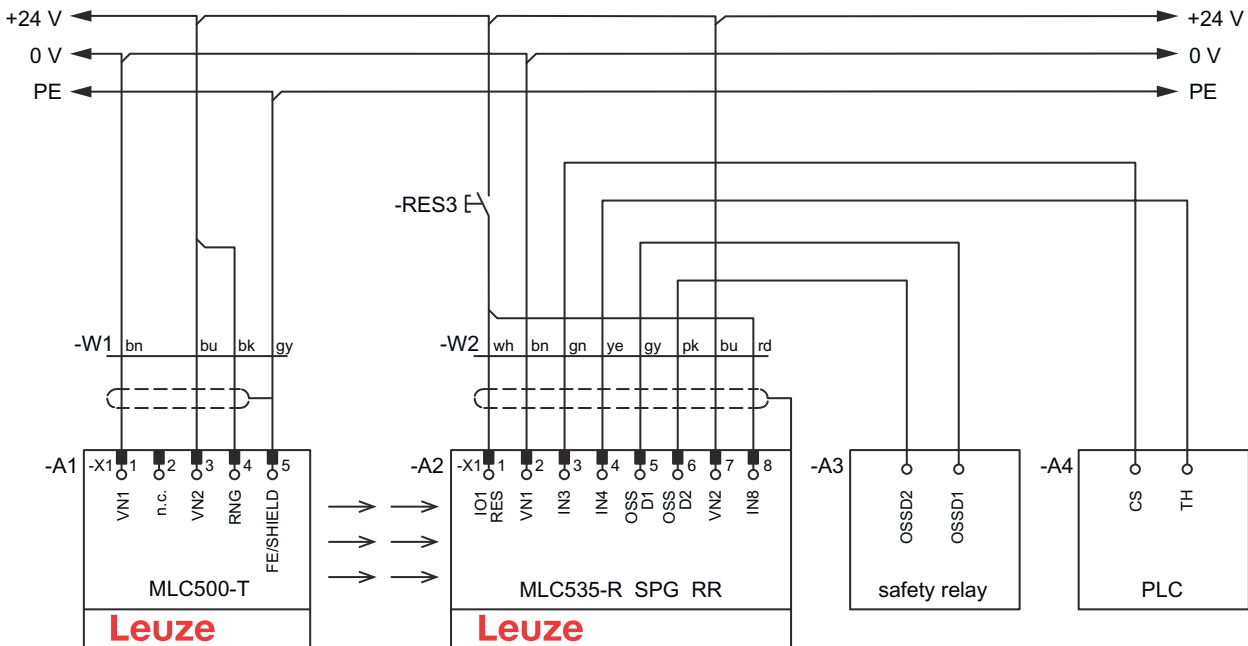 +24 V +24 V
0 V 0 V
PE PE
-RES3
-W1 bn bu bk gy -W2 wh bn gn ye gy pk bu rd
-A1 -X1 1 2 3 4 5 -A2 -X1 1 2 3 4 5 6 7 8 -A3 -A4
VN1 n.c. VN2 RNG FE/SHIELD IO1 RES VN1 IN3 IN4 OSS D1 OSS D2 VN2 IN8 OSSD2 OSSD1 CS TH
MLC500-T MLC535-R SPG RR safety relay PLC
Leuze Leuze